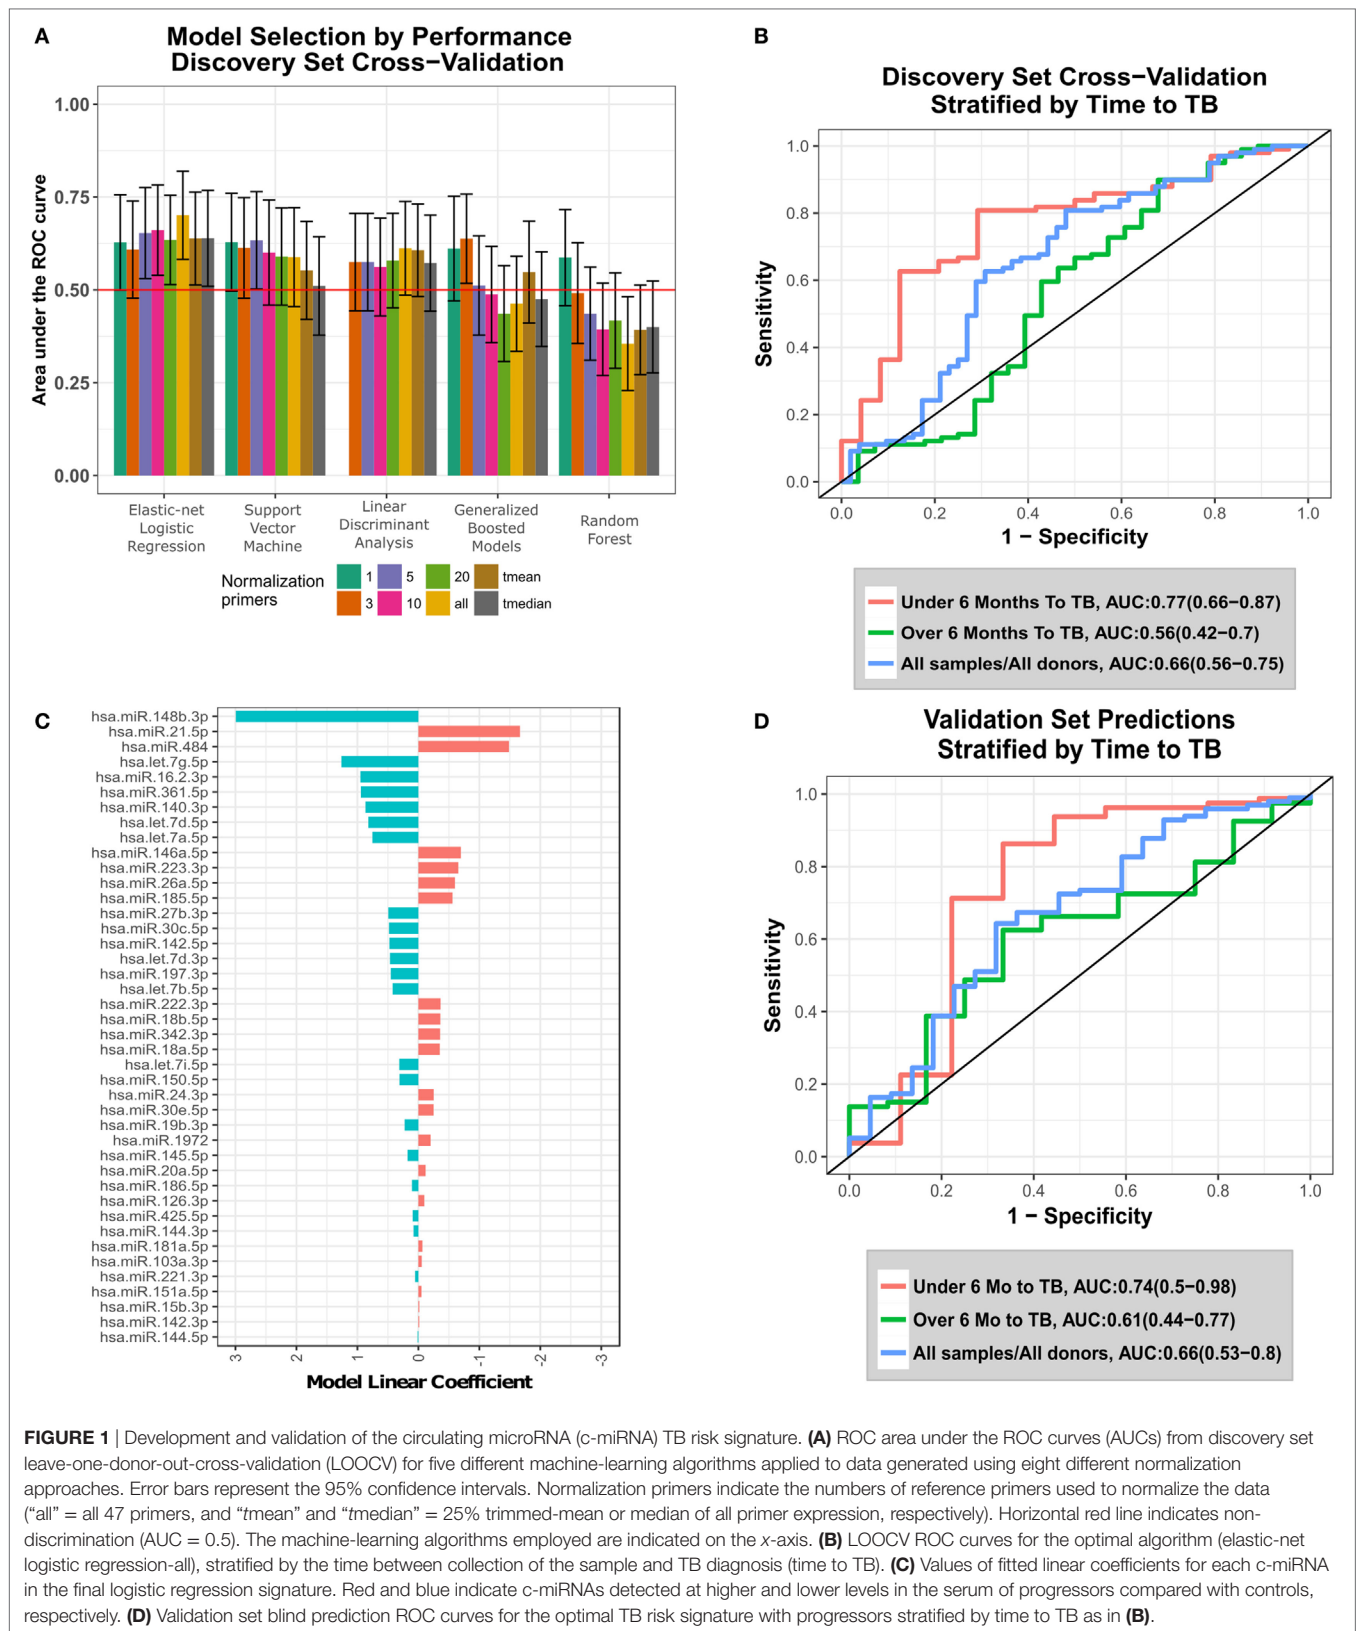 A
Model Selection by Performance
Discovery Set Cross−Validation
Area under the ROC curve
1.00
0.75
0.50
0.25
0.00
Elastic-net
Logistic
Regression
Support
Vector
Machine
Linear
Discriminant
Analysis
Generalized
Boosted
Models
Random
Forest
Normalization
primers
1 5 20 tmean
3 10 all tmedian
B
Discovery Set Cross−Validation
Stratified by Time to TB
Sensitivity
1.0
0.8
0.6
0.4
0.2
0.0
0.0 0.2 0.4 0.6 0.8 1.0
1 − Specificity
Under 6 Months To TB, AUC:0.77(0.66−0.87)
Over 6 Months To TB, AUC:0.56(0.42−0.7)
All samples/All donors, AUC:0.66(0.56−0.75)
C
hsa.miR.148b.3p
hsa.miR.21.5p
hsa.miR.484
hsa.let.7g.5p
hsa.miR.16.2.3p
hsa.miR.361.5p
hsa.miR.140.3p
hsa.let.7d.5p
hsa.let.7a.5p
hsa.miR.146a.5p
hsa.miR.223.3p
hsa.miR.26a.5p
hsa.miR.185.5p
hsa.miR.27b.3p
hsa.miR.30c.5p
hsa.miR.142.5p
hsa.let.7d.3p
hsa.miR.197.3p
hsa.let.7b.5p
hsa.miR.222.3p
hsa.miR.18b.5p
hsa.miR.342.3p
hsa.miR.18a.5p
hsa.let.7i.5p
hsa.miR.150.5p
hsa.miR.24.3p
hsa.miR.30e.5p
hsa.miR.19b.3p
hsa.miR.1972
hsa.miR.145.5p
hsa.miR.20a.5p
hsa.miR.186.5p
hsa.miR.126.3p
hsa.miR.425.5p
hsa.miR.144.3p
hsa.miR.181a.5p
hsa.miR.103a.3p
hsa.miR.221.3p
hsa.miR.151a.5p
hsa.miR.15b.3p
hsa.miR.142.3p
hsa.miR.144.5p
3 2 1 0 -1 -2 -3
Model Linear Coefficient
D
Validation Set Predictions
Stratified by Time to TB
Sensitivity
1.0
0.8
0.6
0.4
0.2
0.0
0.0 0.2 0.4 0.6 0.8 1.0
1 − Specificity
Under 6 Mo to TB, AUC:0.74(0.5−0.98)
Over 6 Mo to TB, AUC:0.61(0.44−0.77)
All samples/All donors, AUC:0.66(0.53−0.8)
FIGURE 1 | Development and validation of the circulating microRNA (c-miRNA) TB risk signature. (A) ROC area under the ROC curves (AUCs) from discovery set
leave-one-donor-out-cross-validation (LOOCV) for five different machine-learning algorithms applied to data generated using eight different normalization
approaches. Error bars represent the 95% confidence intervals. Normalization primers indicate the numbers of reference primers used to normalize the data
(“all” = all 47 primers, and “tmean” and “tmedian” = 25% trimmed-mean or median of all primer expression, respectively). Horizontal red line indicates non-
discrimination (AUC = 0.5). The machine-learning algorithms employed are indicated on the x-axis. (B) LOOCV ROC curves for the optimal algorithm (elastic-net
logistic regression-all), stratified by the time between collection of the sample and TB diagnosis (time to TB). (C) Values of fitted linear coefficients for each c-miRNA
in the final logistic regression signature. Red and blue indicate c-miRNAs detected at higher and lower levels in the serum of progressors compared with controls,
respectively. (D) Validation set blind prediction ROC curves for the optimal TB risk signature with progressors stratified by time to TB as in (B).